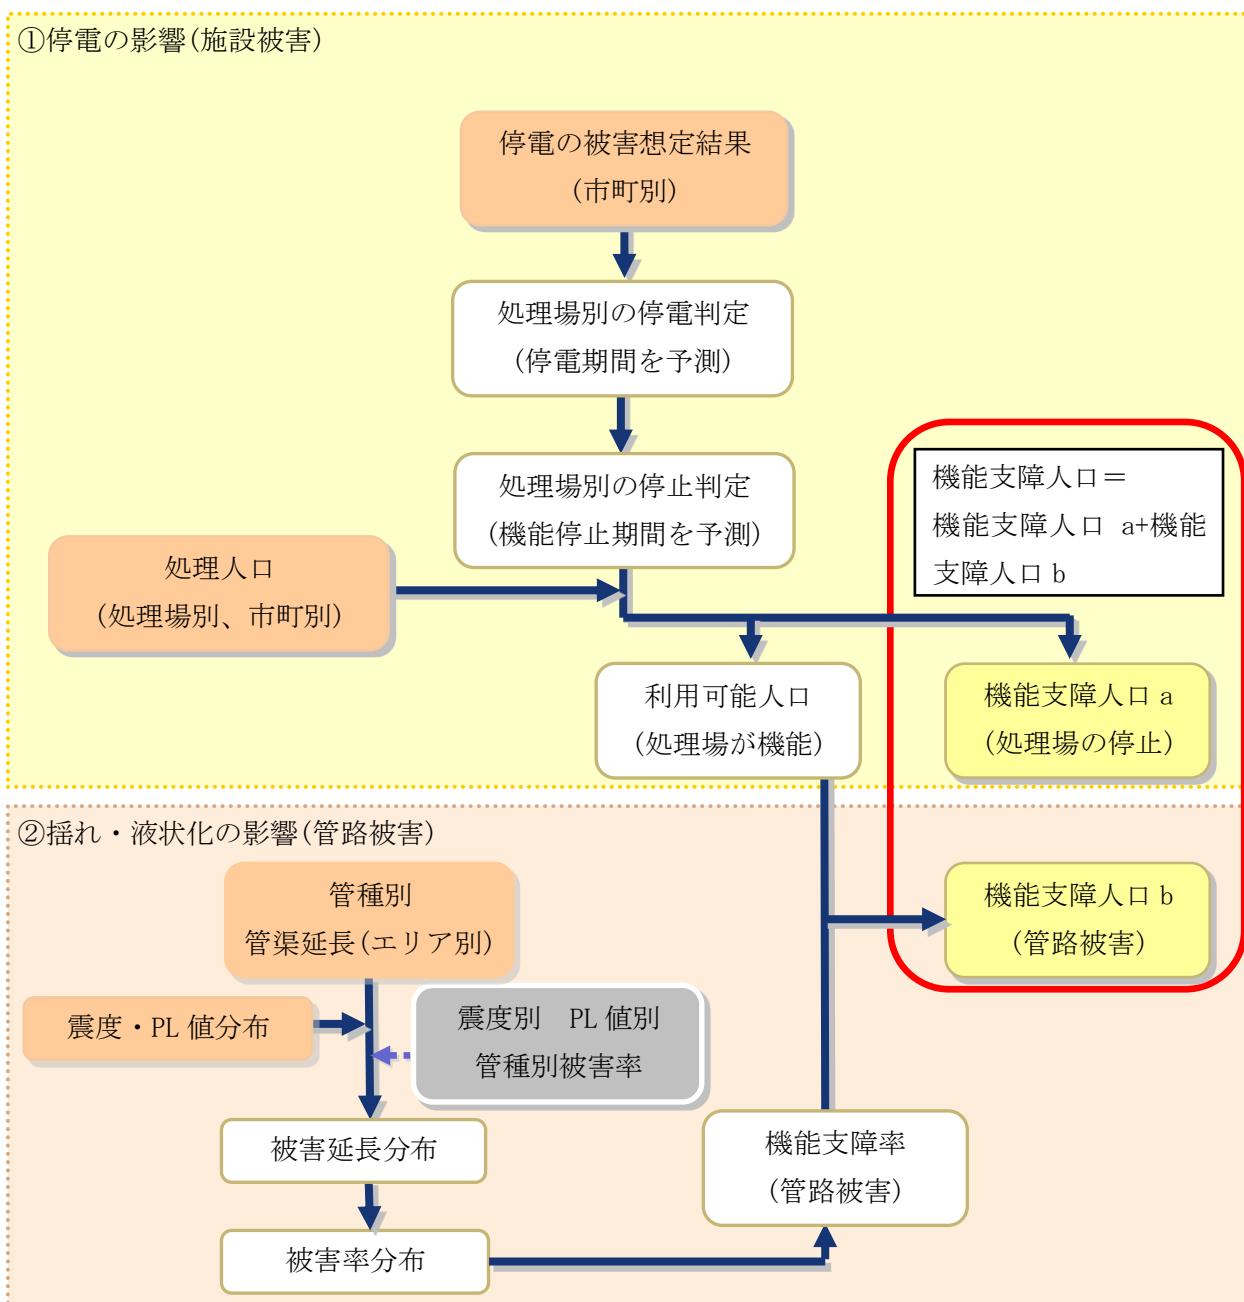 ①停電の影響(施設被害)
停電の被害想定結果
(市町別)
処理場別の停電判定
(停電期間を予測)
処理場別の停止判定
(機能停止期間を予測)
機能支障人口＝
機能支障人口 a+機能
支障人口 b
処理人口
(処理場別、市町別)
利用可能人口
(処理場が機能)
機能支障人口 a
(処理場の停止)
②揺れ・液状化の影響(管路被害)
管種別
管渠延長(エリア別)
機能支障人口 b
(管路被害)
震度・PL 値分布
震度別　PL 値別
管種別被害率
被害延長分布
機能支障率
(管路被害)
被害率分布